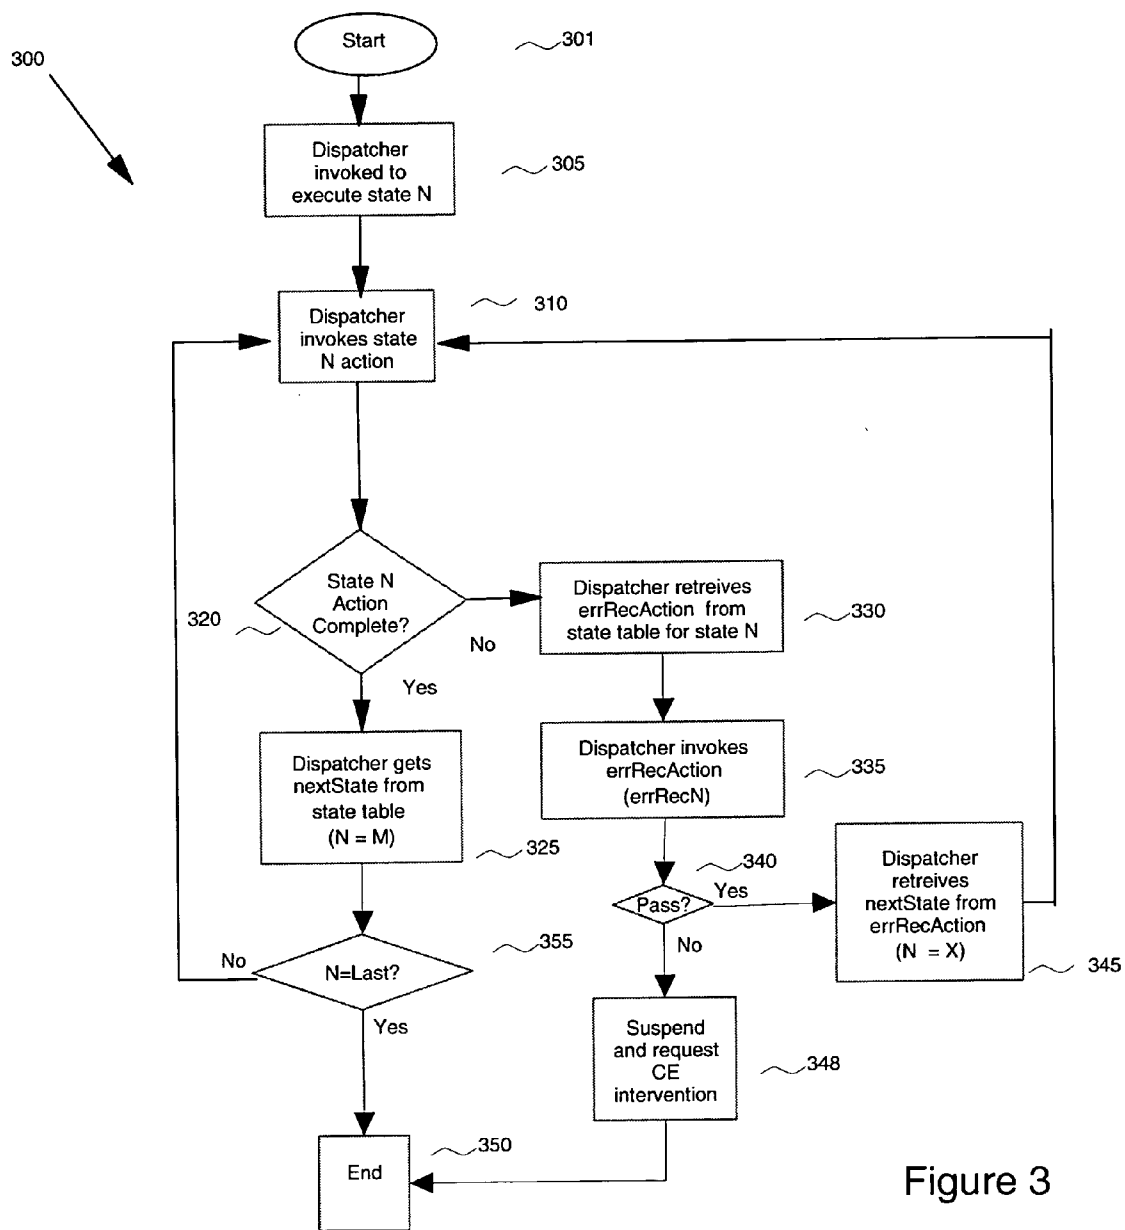 300
Start
301
Dispatcher
invoked to
execute state N
305
Dispatcher
invokes state
N action
310
State N
Action
Complete?
320
No
Yes
Dispatcher retreives
errRecAction from
state table for state N
330
Dispatcher gets
nextState from
state table
(N = M)
325
Dispatcher invokes
errRecAction
(errRecN)
335
Pass?
340
Yes
No
Dispatcher
retreives
nextState from
errRecAction
(N = X)
345
N=Last?
355
No
Yes
Suspend
and request
CE
intervention
348
End
350
Figure 3